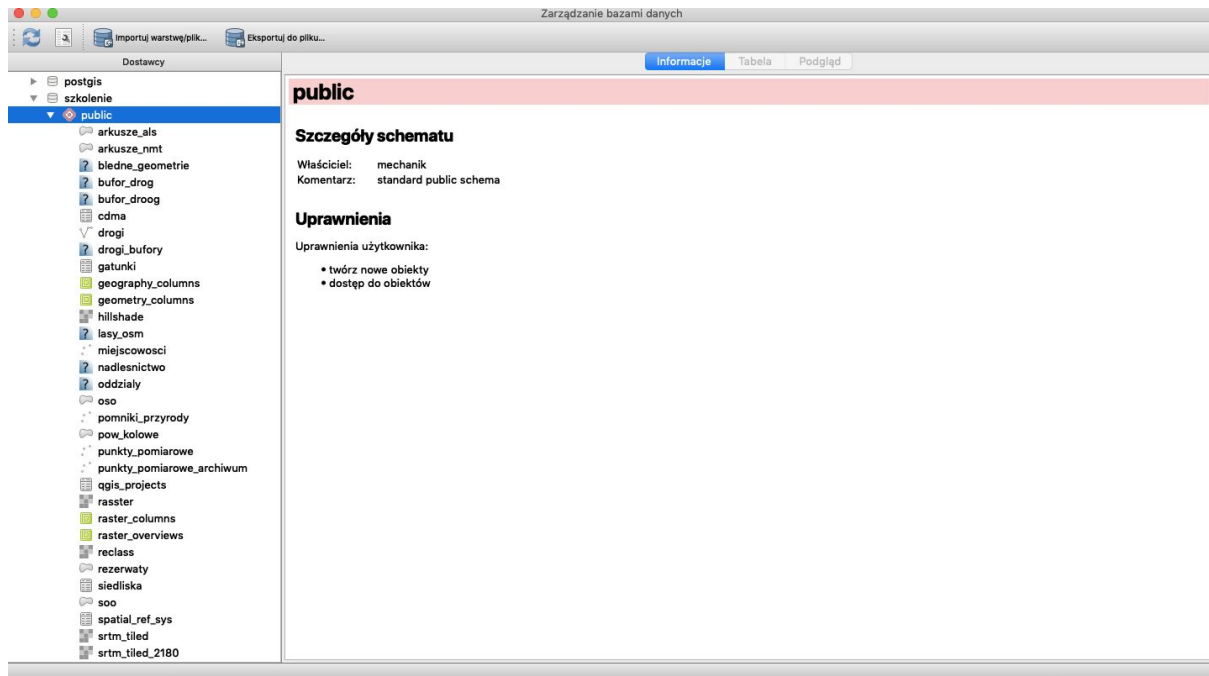 Zarządzanie bazami danych
Importuj warstwę/plik...
Eksportuj do pliku...
Dostawcy
Informacje
Tabela
Podgląd
postgis
szkolenie
public
arkusze_als
arkusze_nmt
bledne_geometrie
bufor_drog
bufor_droog
cdma
drogi
drogi_bufory
gatunki
geography_columns
geometry_columns
hillshade
lasy_osm
miejscowosci
nadlesnictwo
oddzialy
oso
pomniki_przyrody
pow_kolowe
punkty_pomiarowe
punkty_pomiarowe_archiwum
qgis_projects
rasster
raster_columns
raster_overviews
reclass
rezerwaty
siedliska
soo
spatial_ref_sys
srtm_tiled
srtm_tiled_2180
public
Szczegóły schematu
Właściciel: mechanik
Komentarz: standard public schema
Uprawnienia
Uprawnienia użytkownika:
• twórz nowe obiekty
• dostęp do obiektów